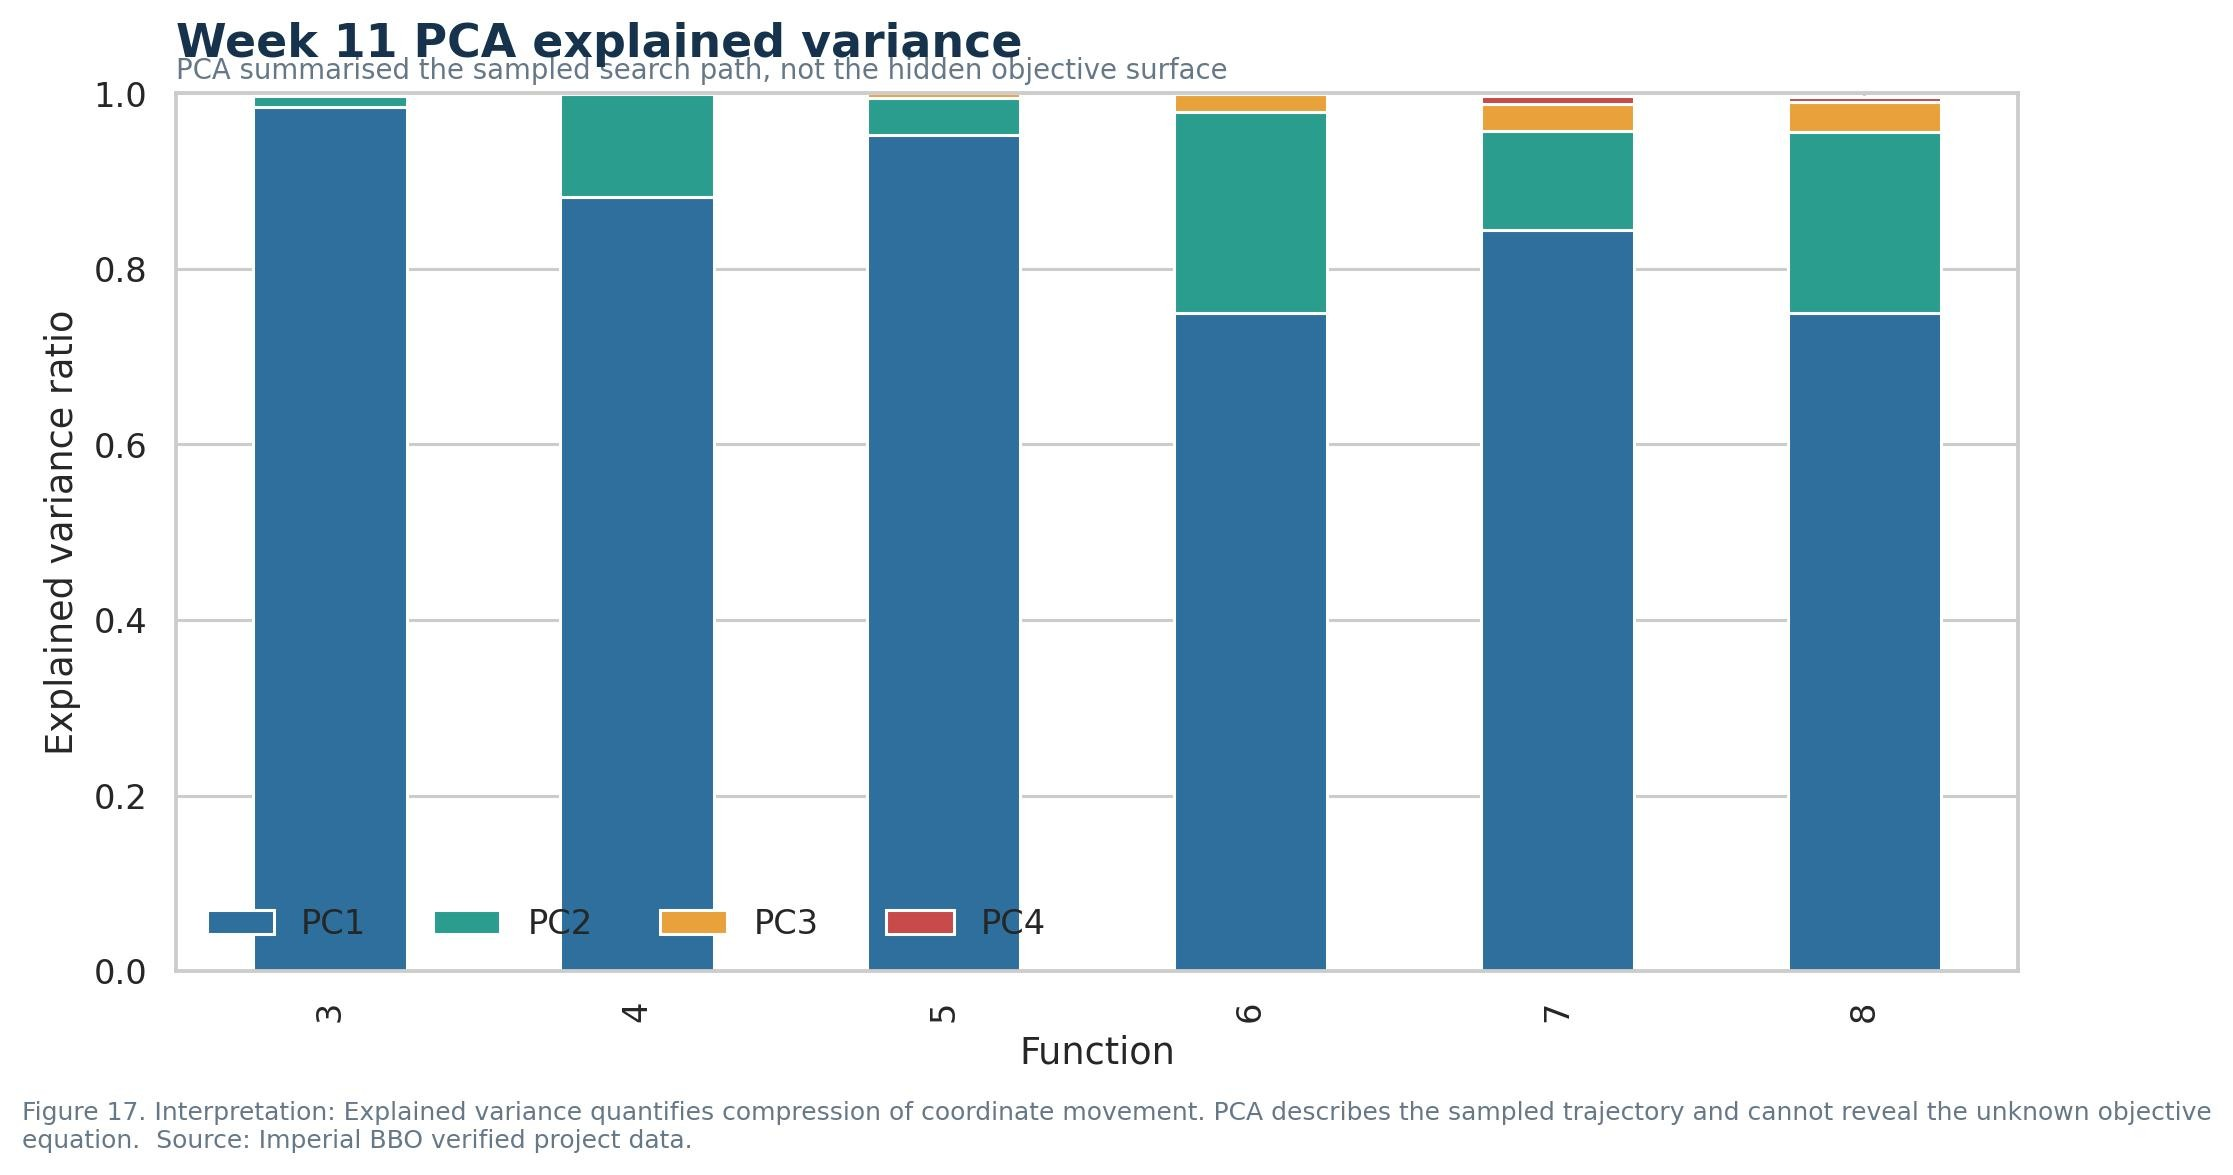 Week 11 PCA explained variance
PCA summarised the sampled search path, not the hidden objective surface
Explained variance ratio
1.0
0.8
0.6
0.4
0.2
0.0
PC1 PC2 PC3 PC4
3 4 5 6 7 8
Function
Figure 17. Interpretation: Explained variance quantifies compression of coordinate movement. PCA describes the sampled trajectory and cannot reveal the unknown objective
equation.  Source: Imperial BBO verified project data.